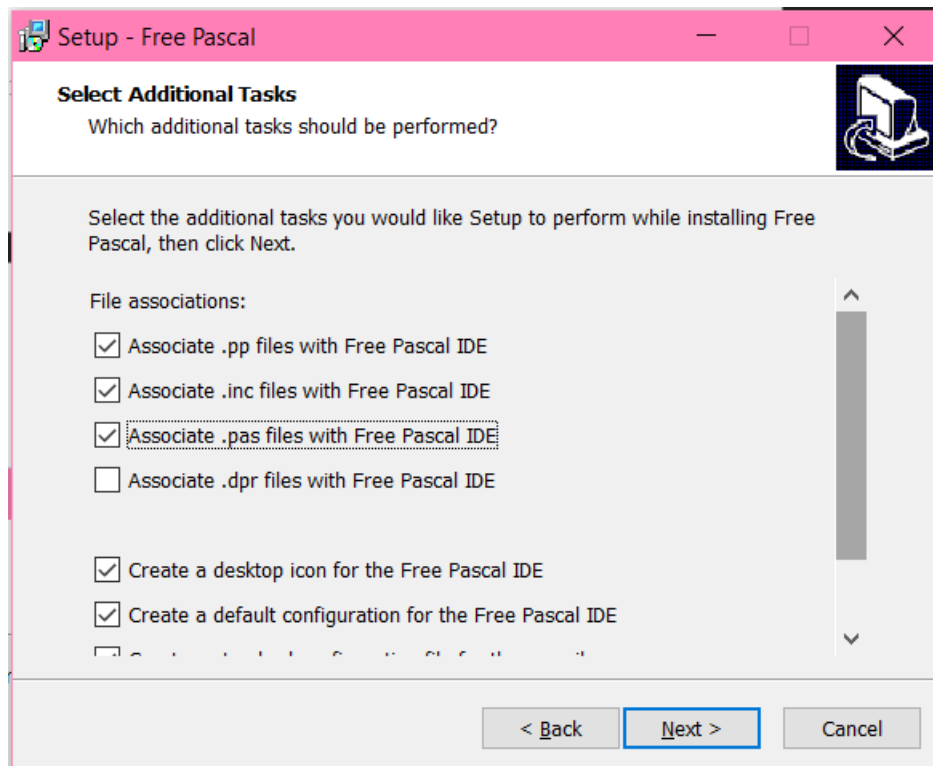 Setup - Free Pascal
Select Additional Tasks
Which additional tasks should be performed?
Select the additional tasks you would like Setup to perform while installing Free
Pascal, then click Next.
File associations:
Associate .pp files with Free Pascal IDE
Associate .inc files with Free Pascal IDE
Associate .pas files with Free Pascal IDE
Associate .dpr files with Free Pascal IDE
Create a desktop icon for the Free Pascal IDE
Create a default configuration for the Free Pascal IDE
< Back
Next >
Cancel